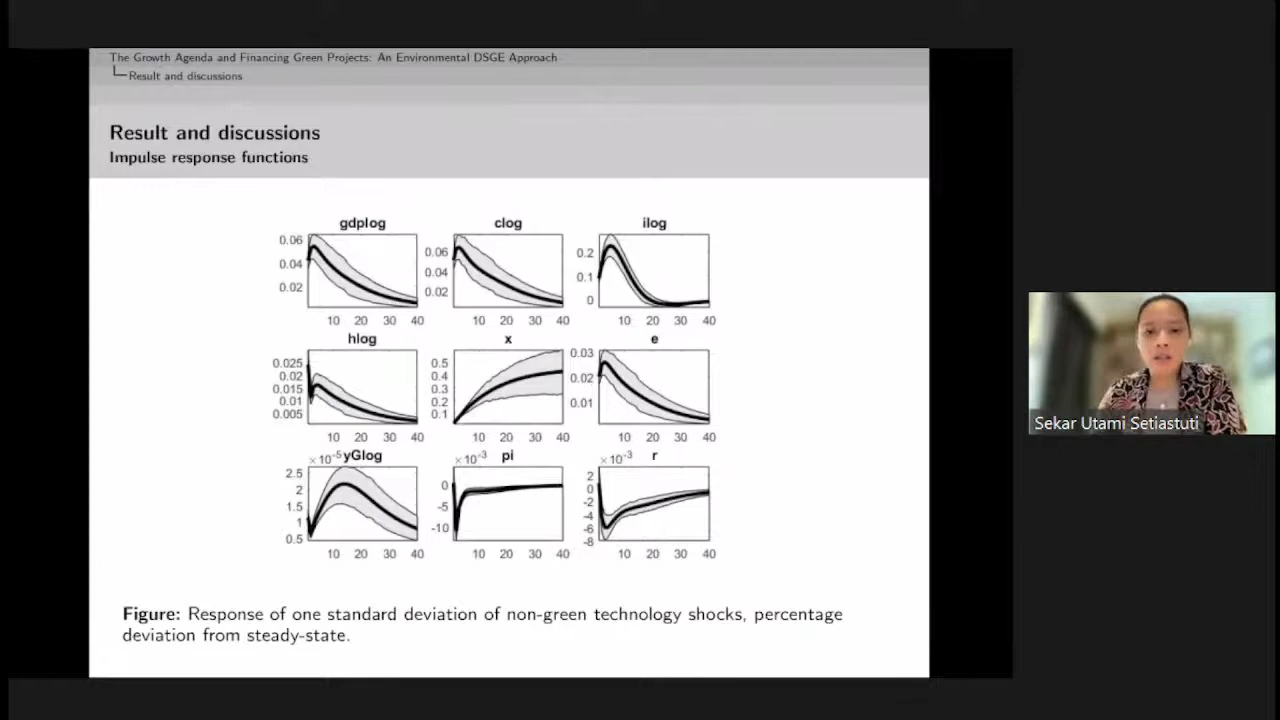 The Growth Agenda and Financing Green Projects: An Environmental DSGE Approach
Result and discussions
Result and discussions
Impulse response functions
gdplog clog ilog
0.06 0.04 0.02
0.06 0.04 0.02
0.2 0.1 0
10 20 30 40 10 20 30 40 10 20 30 40
hlog x e
0.025 0.02 0.015 0.01 0.005
0.5 0.4 0.3 0.2 0.1
0.03 0.02 0.01
10 20 30 40 10 20 30 40 10 20 30 40
×10⁻⁵ yGlog ×10⁻³ pi ×10⁻³ r
2.5 2 1.5 1 0.5
0 -5 -10
2 0 -2 -4 -6 -8
10 20 30 40 10 20 30 40 10 20 30 40
Figure: Response of one standard deviation of non-green technology shocks, percentage
deviation from steady-state.
Sekar Utami Setiastuti